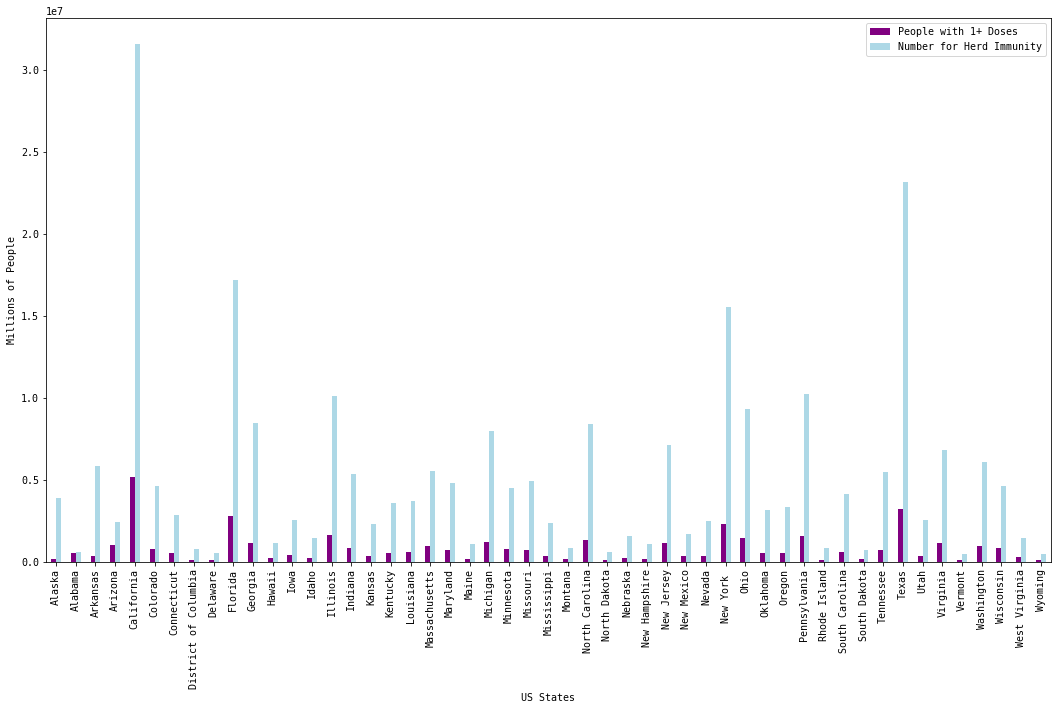 1e7
People with 1+ Doses
Number for Herd Immunity
3.0
2.5
2.0
1.5
1.0
0.5
0.0
Millions of People
Alaska
Alabama
Arkansas
Arizona
California
Colorado
Connecticut
District of Columbia
Delaware
Florida
Georgia
Hawaii
Iowa
Idaho
Illinois
Indiana
Kansas
Kentucky
Louisiana
Massachusetts
Maryland
Maine
Michigan
Minnesota
Missouri
Mississippi
Montana
North Carolina
North Dakota
Nebraska
New Hampshire
New Jersey
New Mexico
Nevada
New York
Ohio
Oklahoma
Oregon
Pennsylvania
Rhode Island
South Carolina
South Dakota
Tennessee
Texas
Utah
Virginia
Vermont
Washington
Wisconsin
West Virginia
Wyoming
US States